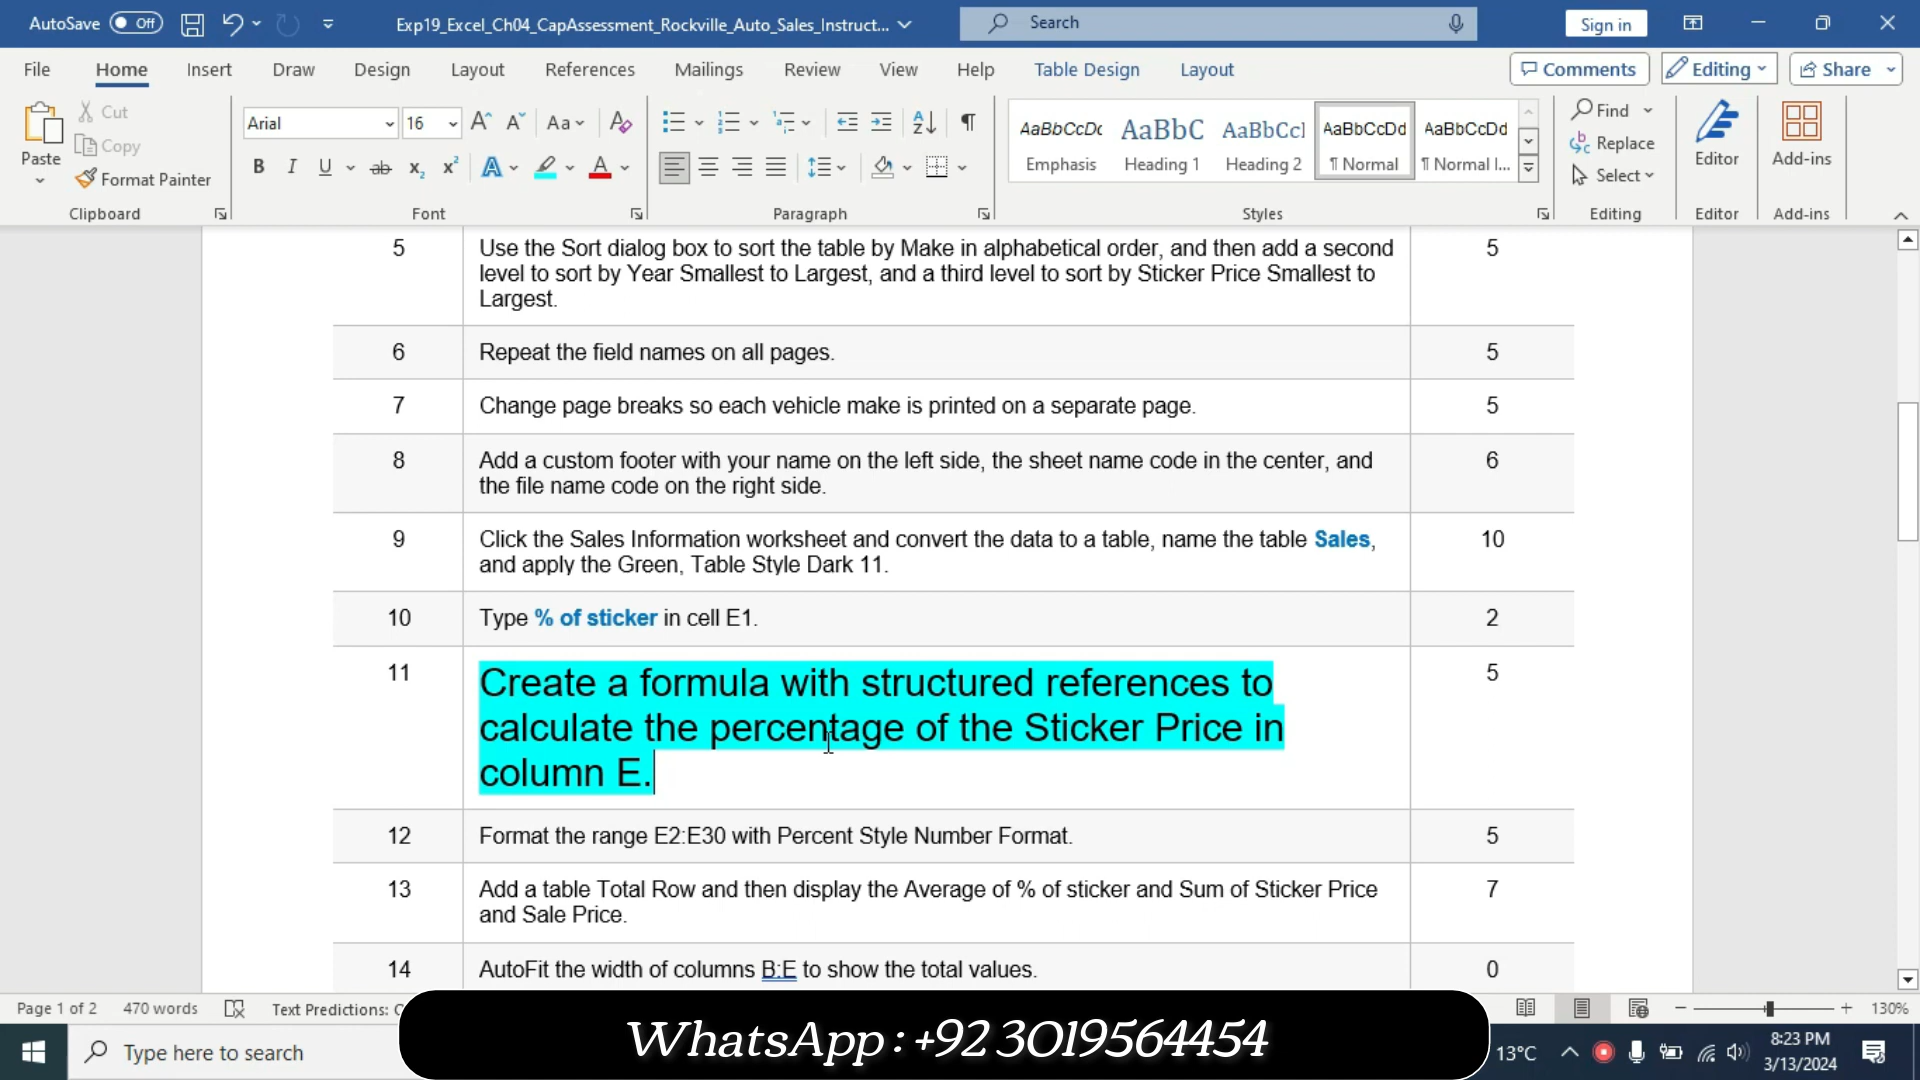 AutoSave Off
Exp19_Excel_Ch04_CapAssessment_Rockville_Auto_Sales_Instruct...
Search
Sign in
File Home Insert Draw Design Layout References Mailings Review View Help Table Design Layout
Comments Editing Share
Paste
Cut
Copy
Format Painter
Clipboard
Arial 16
Font
Paragraph
AaBbCcDc AaBbC AaBbCcl AaBbCcDd AaBbCcDd
Emphasis Heading 1 Heading 2 ¶ Normal ¶ Normal I...
Styles
Find
Replace
Select
Editing
Editor
Editor
Add-ins
Add-ins
5 Use the Sort dialog box to sort the table by Make in alphabetical order, and then add a second 5
level to sort by Year Smallest to Largest, and a third level to sort by Sticker Price Smallest to
Largest.
6 Repeat the field names on all pages. 5
7 Change page breaks so each vehicle make is printed on a separate page. 5
8 Add a custom footer with your name on the left side, the sheet name code in the center, and 6
the file name code on the right side.
9 Click the Sales Information worksheet and convert the data to a table, name the table Sales, 10
and apply the Green, Table Style Dark 11.
10 Type % of sticker in cell E1. 2
11 Create a formula with structured references to 5
calculate the percentage of the Sticker Price in
column E.
12 Format the range E2:E30 with Percent Style Number Format. 5
13 Add a table Total Row and then display the Average of % of sticker and Sum of Sticker Price 7
and Sale Price.
14 AutoFit the width of columns B:E to show the total values. 0
Page 1 of 2 470 words Text Predictions: 130%
WhatsApp : +92 3019564454
Type here to search
13°C
8:23 PM
3/13/2024